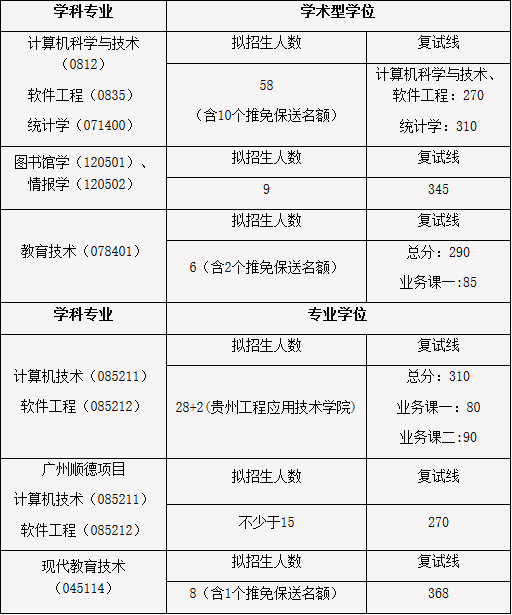 学科专业
学术型学位
计算机科学与技术
（0812）
软件工程（0835）
统计学（071400）
拟招生人数
复试线
58
（含10个推免保送名额）
计算机科学与技术、
软件工程：270
统计学：310
图书馆学（120501）、
情报学（120502）
拟招生人数
复试线
9
345
教育技术（078401）
拟招生人数
复试线
6（含2个推免保送名额）
总分：290
业务课一:85
学科专业
专业学位
计算机技术（085211）
软件工程（085212）
拟招生人数
复试线
28+2(贵州工程应用技术学院)
总分：310
业务课一：80
业务课二:90
广州顺德项目
计算机技术（085211）
软件工程（085212）
拟招生人数
复试线
不少于15
270
现代教育技术
（045114）
拟招生人数
复试线
8（含1个推免保送名额）
368